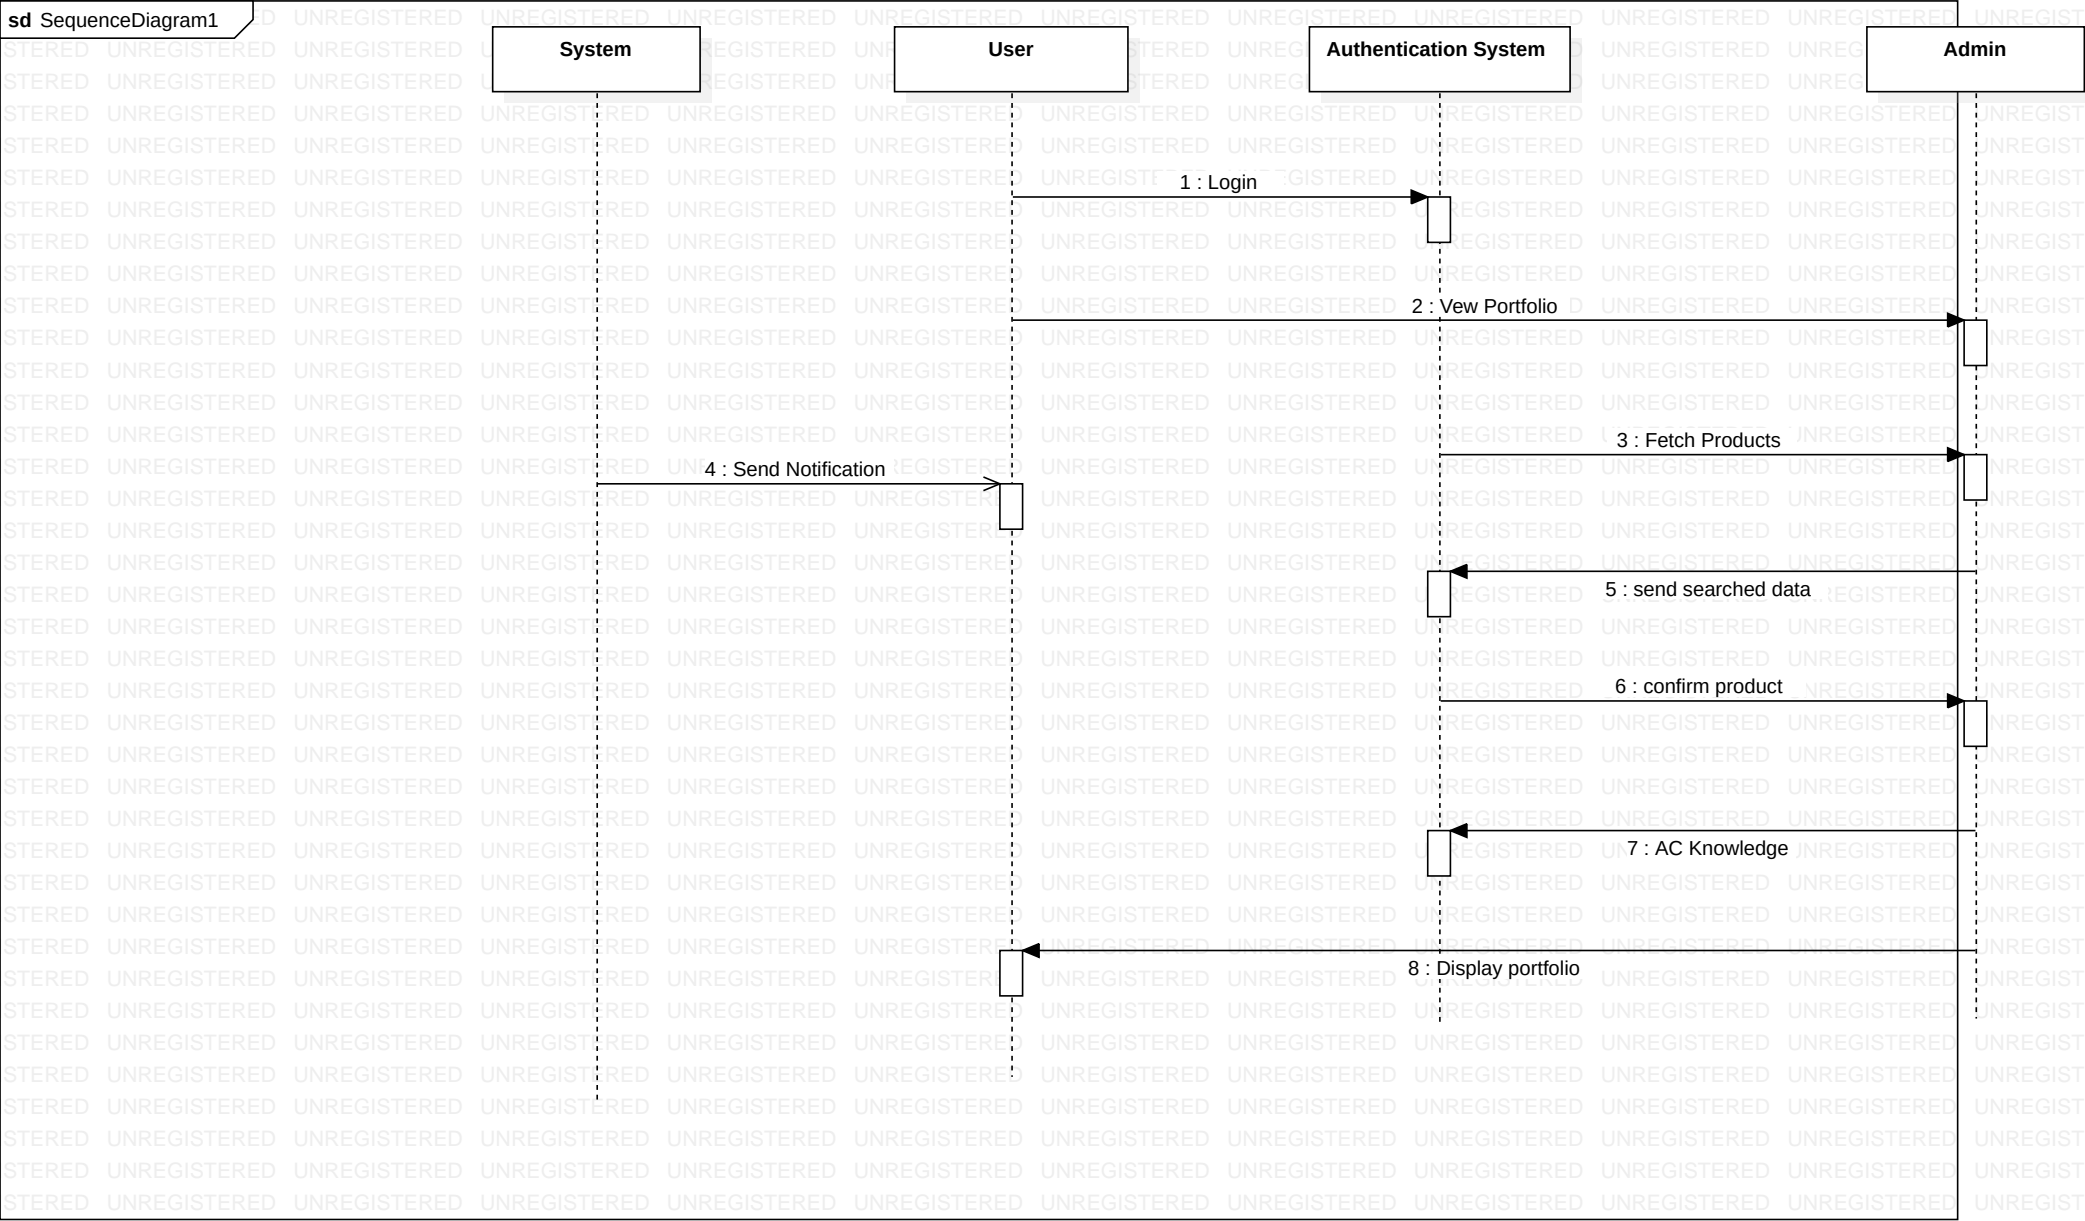 sd SequenceDiagram1
System
User
Authentication System
Admin
1 : Login
2 : Vew Portfolio
3 : Fetch Products
4 : Send Notification
5 : send searched data
6 : confirm product
7 : AC Knowledge
8 : Display portfolio
UNREGISTERED